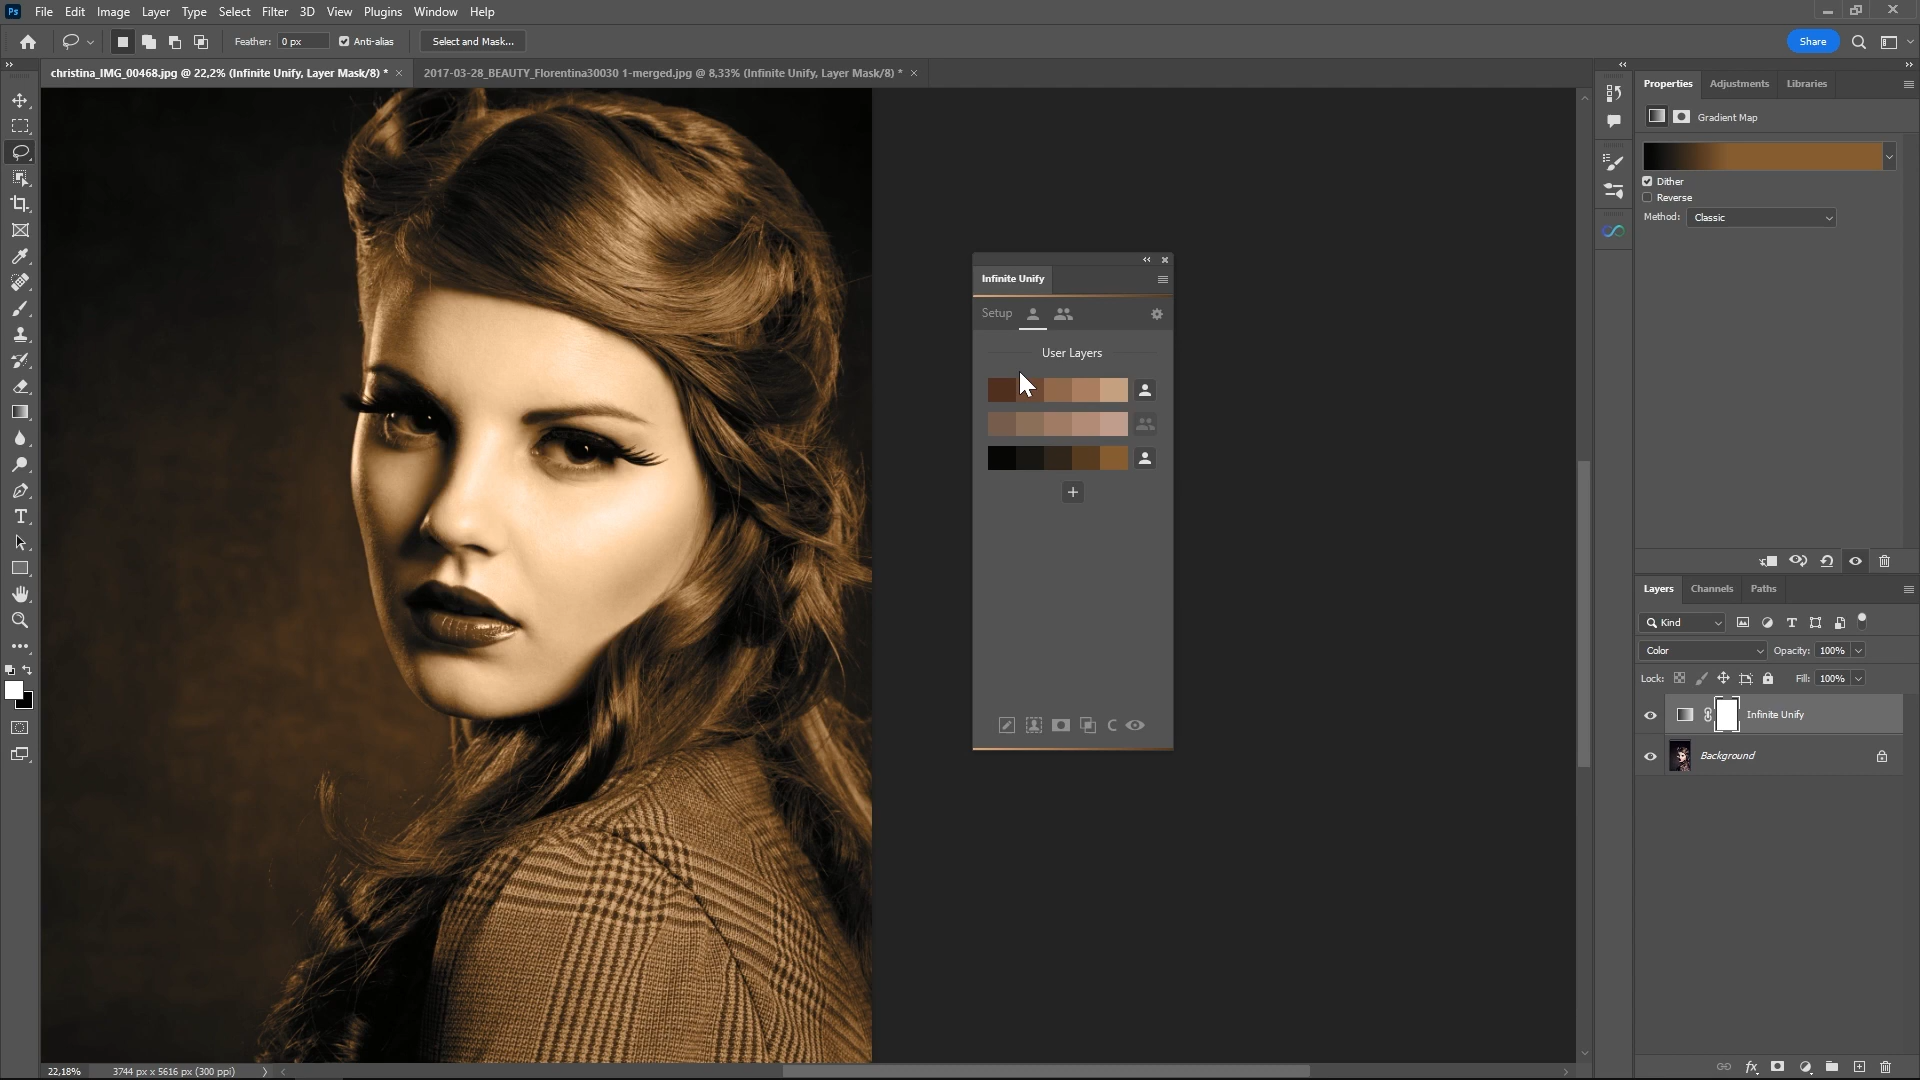 Ps File Edit Image Layer Type Select Filter 3D View Plugins Window Help
Feather: 0 px Anti-alias Select and Mask... Share
christina_IMG_00468.jpg @ 22,2% (Infinite Unify, Layer Mask/8) * × 2017-03-28_BEAUTY_Florentina30030 1-merged.jpg @ 8,33% (Infinite Unify, Layer Mask/8) * ×
Properties Adjustments Libraries
Gradient Map
Dither
Reverse
Method: Classic
Infinite Unify
Setup
User Layers
Layers Channels Paths
Kind
Color Opacity: 100%
Lock: Fill: 100%
Infinite Unify
Background
22,18% 3744 px x 5616 px (300 ppi)